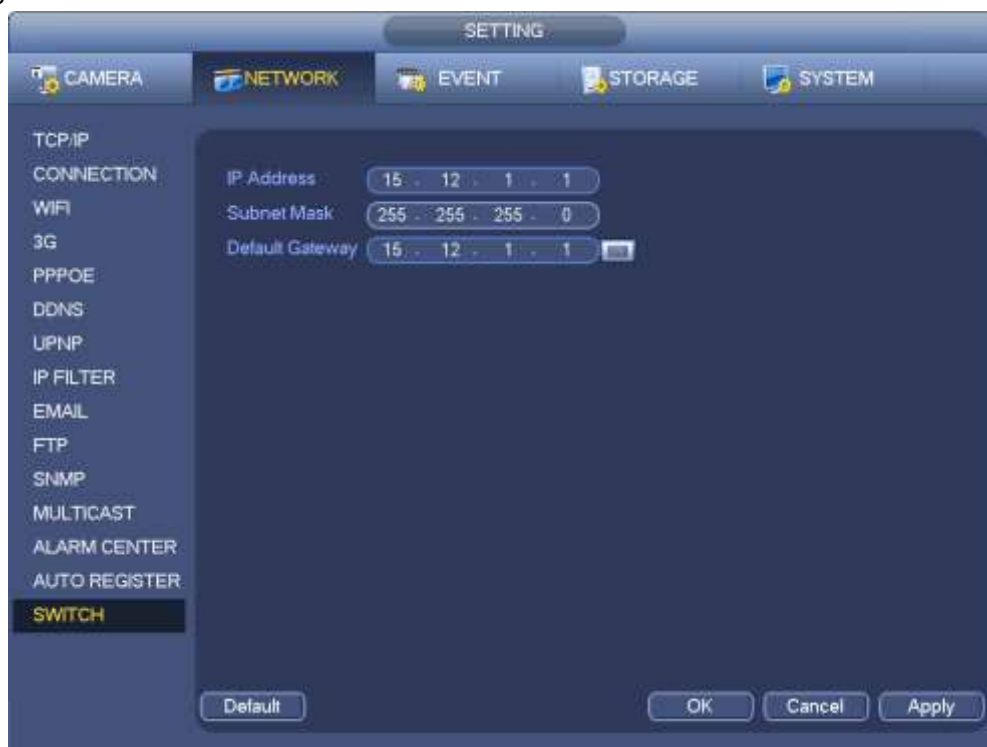 SETTING
CAMERA NETWORK EVENT STORAGE SYSTEM
TCP/IP
CONNECTION
WIFI
3G
PPPOE
DDNS
UPNP
IP FILTER
EMAIL
FTP
SNMP
MULTICAST
ALARM CENTER
AUTO REGISTER
SWITCH
IP Address 15 . 12 . 1 . 1
Subnet Mask 255 . 255 . 255 . 0
Default Gateway 15 . 12 . 1 . 1
Default OK Cancel Apply